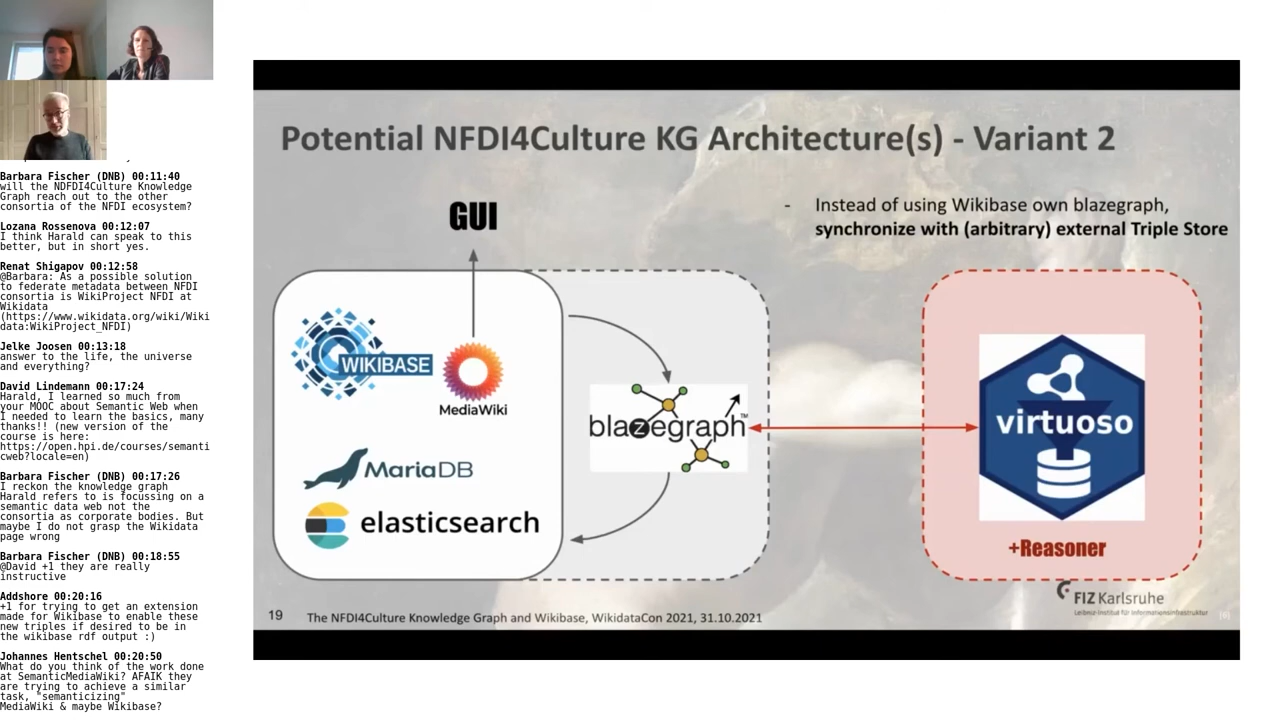 Barbara Fischer (DNB) 00:11:40
will the NDFDI4Culture Knowledge
Graph reach out to the other
consortia of the NFDI ecosystem?
Lozana Rossenova 00:12:07
I think Harald can speak to this
better, but in short yes.
Renat Shigapov 00:12:58
@Barbara: As a possible solution
to federate metadata between NFDI
consortia is WikiProject NFDI at
Wikidata
(https://www.wikidata.org/wiki/Wiki
data:WikiProject_NFDI)
Jelke Joosen 00:13:18
answer to the life, the universe
and everything?
David Lindemann 00:17:24
Harald, I learned so much from
your MOOC about Semantic Web when
I needed to learn the basics, many
thanks!! (new version of the
course is here:
https://open.hpi.de/courses/semanti
cweb?locale=en)
Barbara Fischer (DNB) 00:17:26
I reckon the knowledge graph
Harald refers to is focussing on a
semantic data web not the
consortia as corporate bodies. But
maybe I do not grasp the Wikidata
page wrong
Barbara Fischer (DNB) 00:18:55
@David +1 they are really
instructive
Addshore 00:20:16
+1 for trying to get an extension
made for Wikibase to enable these
new triples if desired to be in
the wikibase rdf output :)
Johannes Hentschel 00:20:50
What do you think of the work done
at SemanticMediaWiki? AFAIK they
are trying to achieve a similar
task, "semanticizing"
MediaWiki & maybe Wikibase?
Potential NFDI4Culture KG Architecture(s) - Variant 2
- Instead of using Wikibase own blazegraph,
synchronize with (arbitrary) external Triple Store
GUI
WIKIBASE
MediaWiki
MariaDB
elasticsearch
blazegraph™
virtuoso
+Reasoner
FIZ Karlsruhe
Leibniz-Institut für Informationsinfrastruktur
19
The NFDI4Culture Knowledge Graph and Wikibase, WikidataCon 2021, 31.10.2021